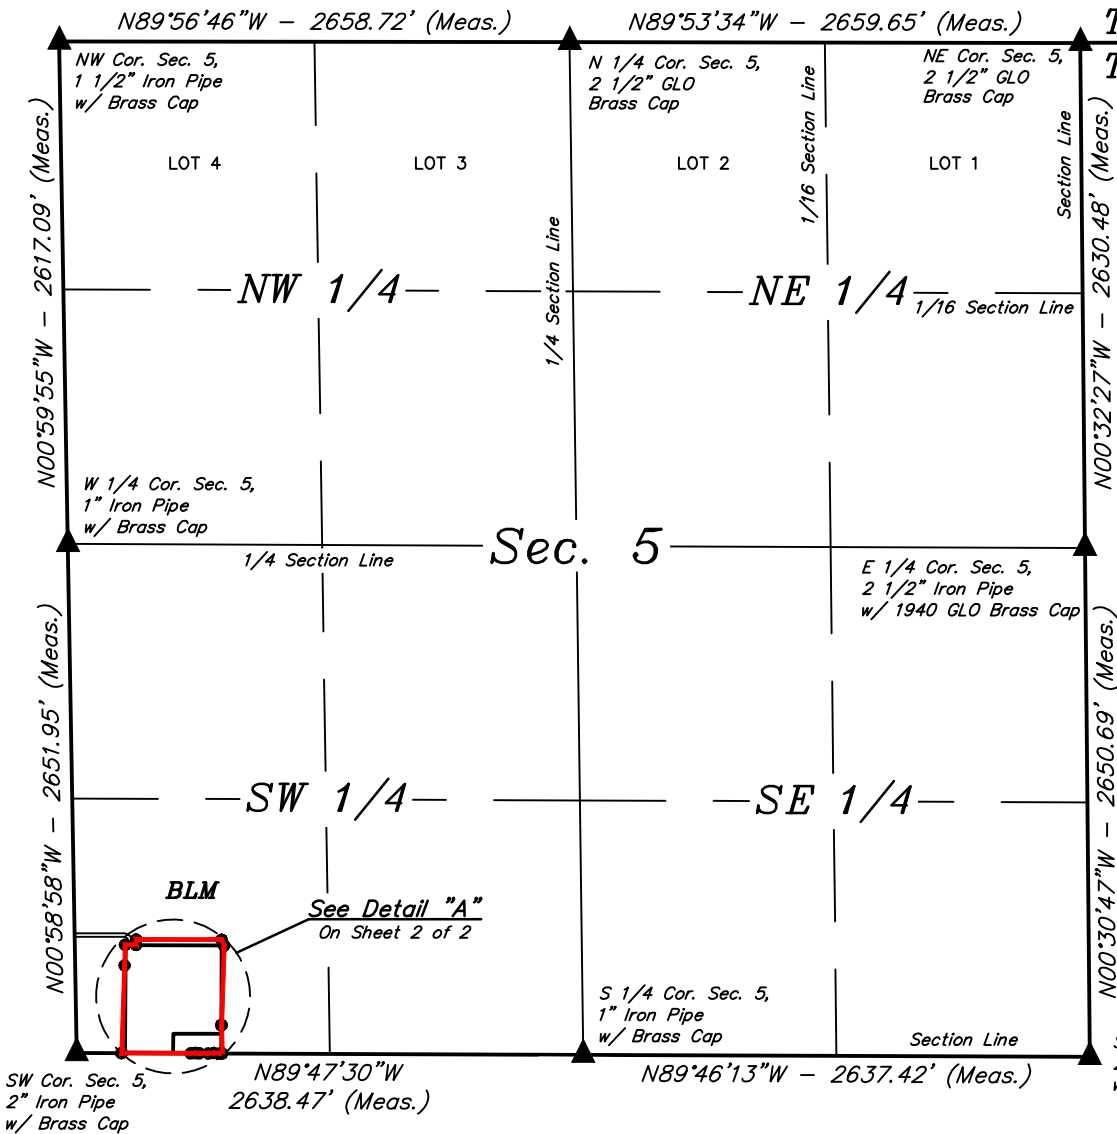 N89°56'46"W - 2658.72' (Meas.)
N89°53'34"W - 2659.65' (Meas.)
T
T
NW Cor. Sec. 5,
1 1/2" Iron Pipe
w/ Brass Cap
N 1/4 Cor. Sec. 5,
2 1/2" GLO
Brass Cap
NE Cor. Sec. 5,
2 1/2" GLO
Brass Cap
LOT 4
LOT 3
LOT 2
LOT 1
1/16 Section Line
Section Line
N00°59'55"W - 2617.09' (Meas.)
N00°32'27"W - 2630.48' (Meas.)
1/4 Section Line
NW 1/4
NE 1/4
1/16 Section Line
W 1/4 Cor. Sec. 5,
1" Iron Pipe
w/ Brass Cap
Sec. 5
1/4 Section Line
E 1/4 Cor. Sec. 5,
2 1/2" Iron Pipe
w/ 1940 GLO Brass Cap
N00°58'58"W - 2651.95' (Meas.)
N00°30'47"W - 2650.69' (Meas.)
SW 1/4
SE 1/4
BLM
See Detail "A"
On Sheet 2 of 2
S 1/4 Cor. Sec. 5,
1" Iron Pipe
w/ Brass Cap
Section Line
SW Cor. Sec. 5,
2" Iron Pipe
w/ Brass Cap
N89°47'30"W
2638.47' (Meas.)
N89°46'13"W - 2637.42' (Meas.)